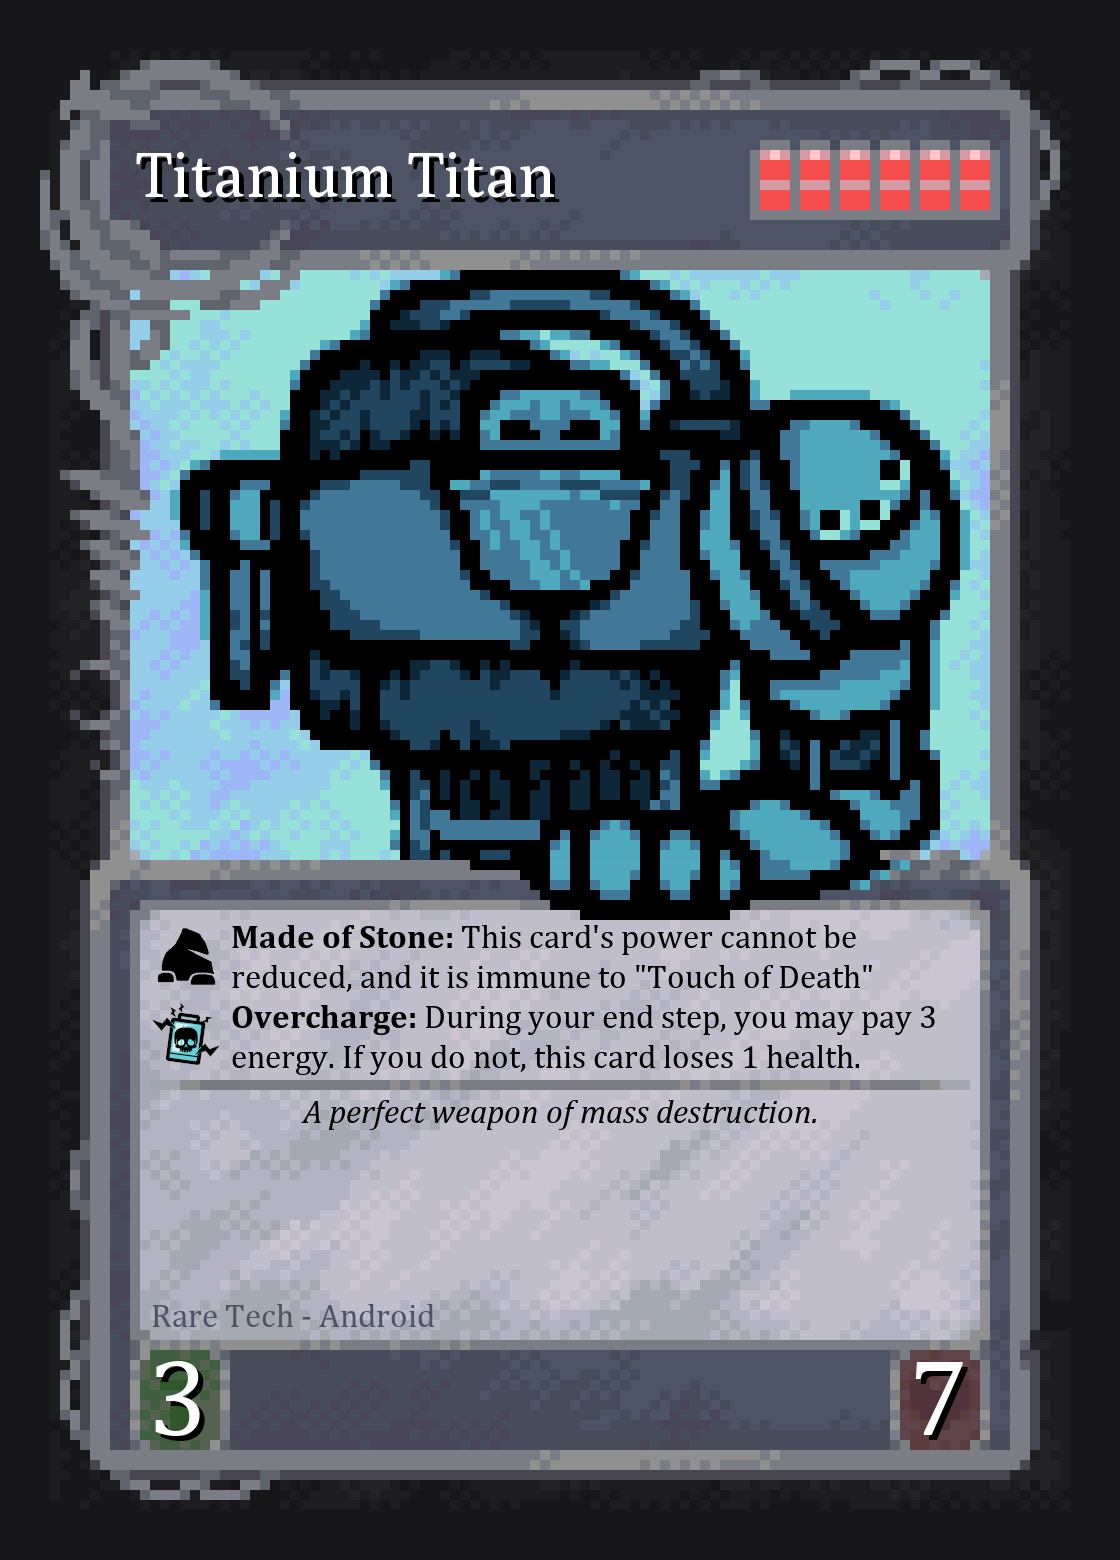 Titanium Titan
Made of Stone: This card's power cannot be
reduced, and it is immune to "Touch of Death"
Overcharge: During your end step, you may pay 3
energy. If you do not, this card loses 1 health.
A perfect weapon of mass destruction.
Rare Tech - Android
3
7